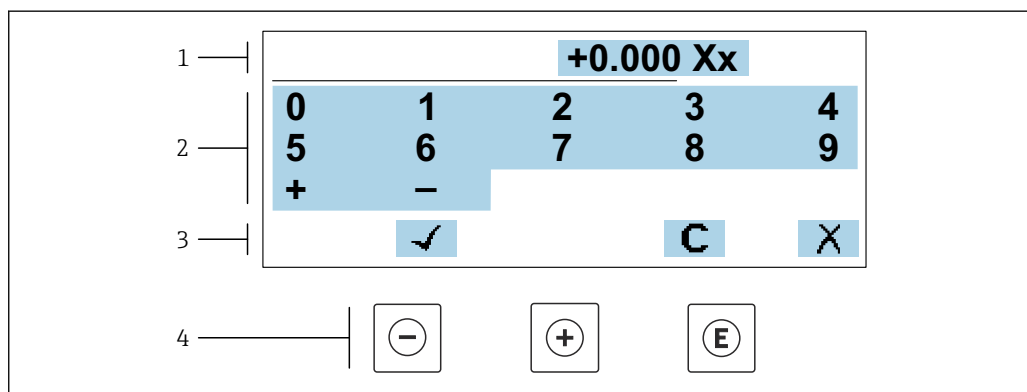 1 +0.000 Xx
0 1 2 3 4
2 5 6 7 8 9
+ −
3 ✓ C X
4 − + E